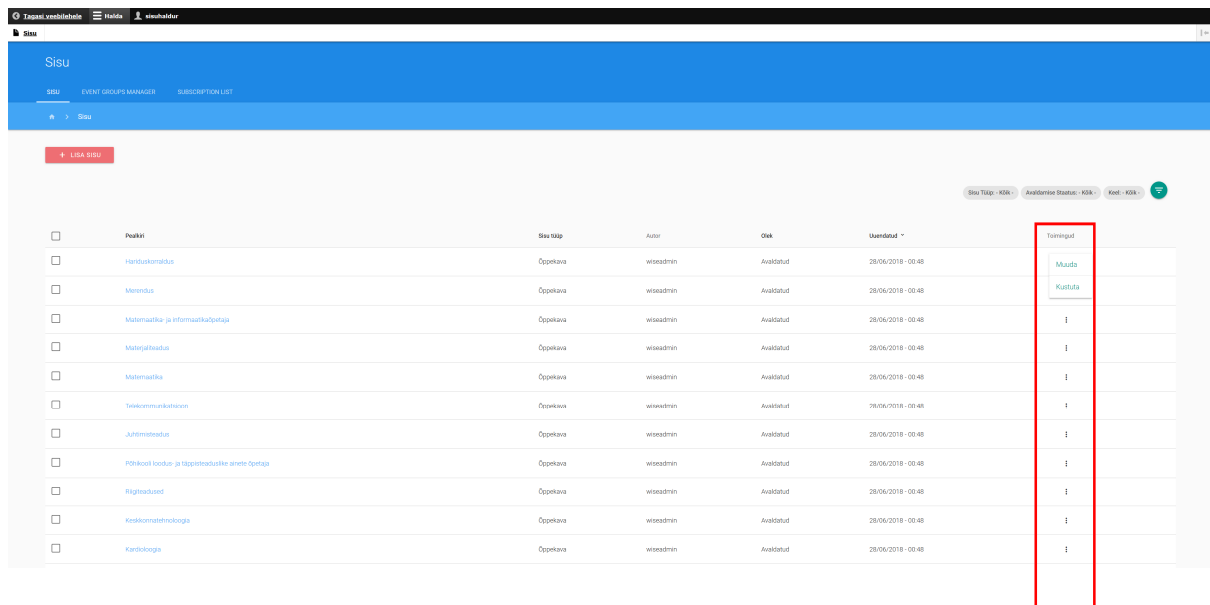 Tagasi veebilehele Halda sisuhaldur
Sisu
Sisu
SISU EVENT GROUPS MANAGER SUBSCRIPTION LIST
Sisu
+ LISA SISU
Sisu Tüüp: - Kõik - Avaldamise Staatus: - Kõik - Keel: - Kõik -
Pealkiri Sisu tüüp Autor Olek Uuendatud Toimingud
Hariduskorraldus Õppekava wiseadmin Avaldatud 28/06/2018 - 00:48 Muuda
Merendus Õppekava wiseadmin Avaldatud 28/06/2018 - 00:48 Kustuta
Matemaatika- ja informaatikaõpetaja Õppekava wiseadmin Avaldatud 28/06/2018 - 00:48
Materjaliteadus Õppekava wiseadmin Avaldatud 28/06/2018 - 00:48
Matemaatika Õppekava wiseadmin Avaldatud 28/06/2018 - 00:48
Telekommunikatsioon Õppekava wiseadmin Avaldatud 28/06/2018 - 00:48
Juhtimisteadus Õppekava wiseadmin Avaldatud 28/06/2018 - 00:48
Põhikooli loodus- ja täppisteaduslike ainete õpetaja Õppekava wiseadmin Avaldatud 28/06/2018 - 00:48
Riigiteadused Õppekava wiseadmin Avaldatud 28/06/2018 - 00:48
Keskkonnatehnoloogia Õppekava wiseadmin Avaldatud 28/06/2018 - 00:48
Kardioloogia Õppekava wiseadmin Avaldatud 28/06/2018 - 00:48